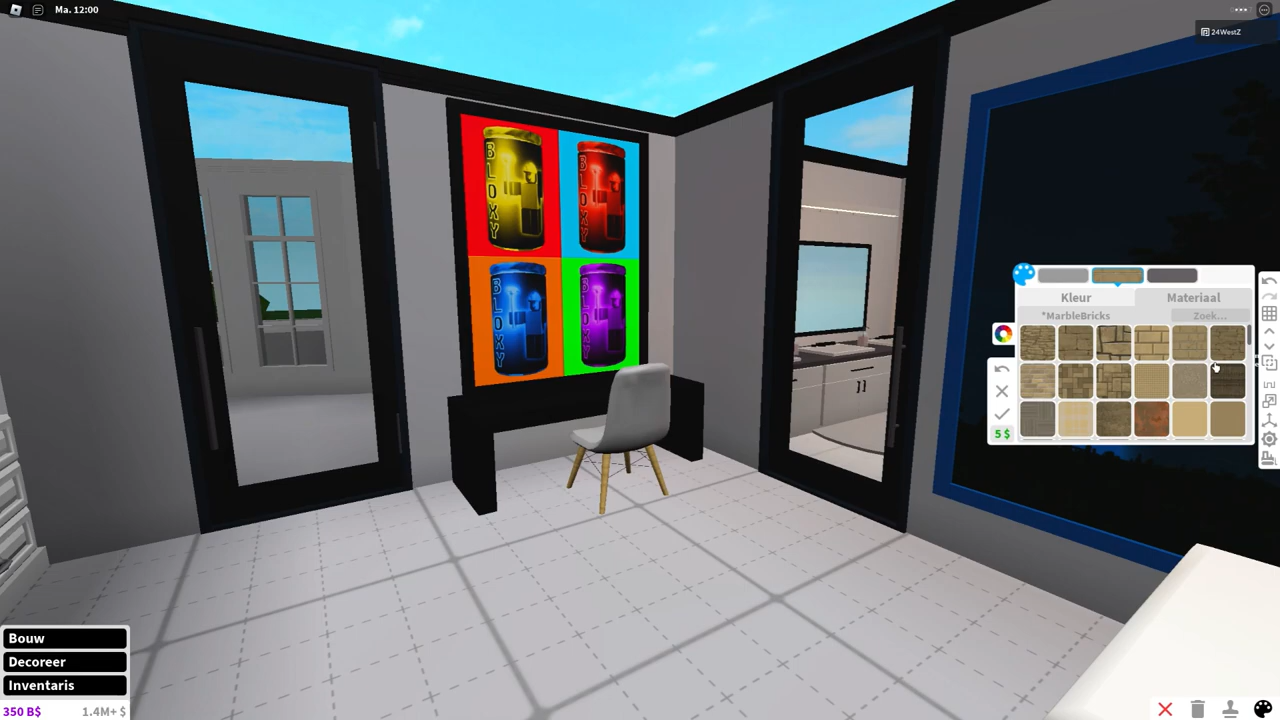 Ma. 12:00
24WestZ
BLOXY
BLOXY
BLOXY
BLOXY
Kleur
Materiaal
*MarbleBricks
Zoek...
5 $
Bouw
Decoreer
Inventaris
350 B$
1.4M+ $